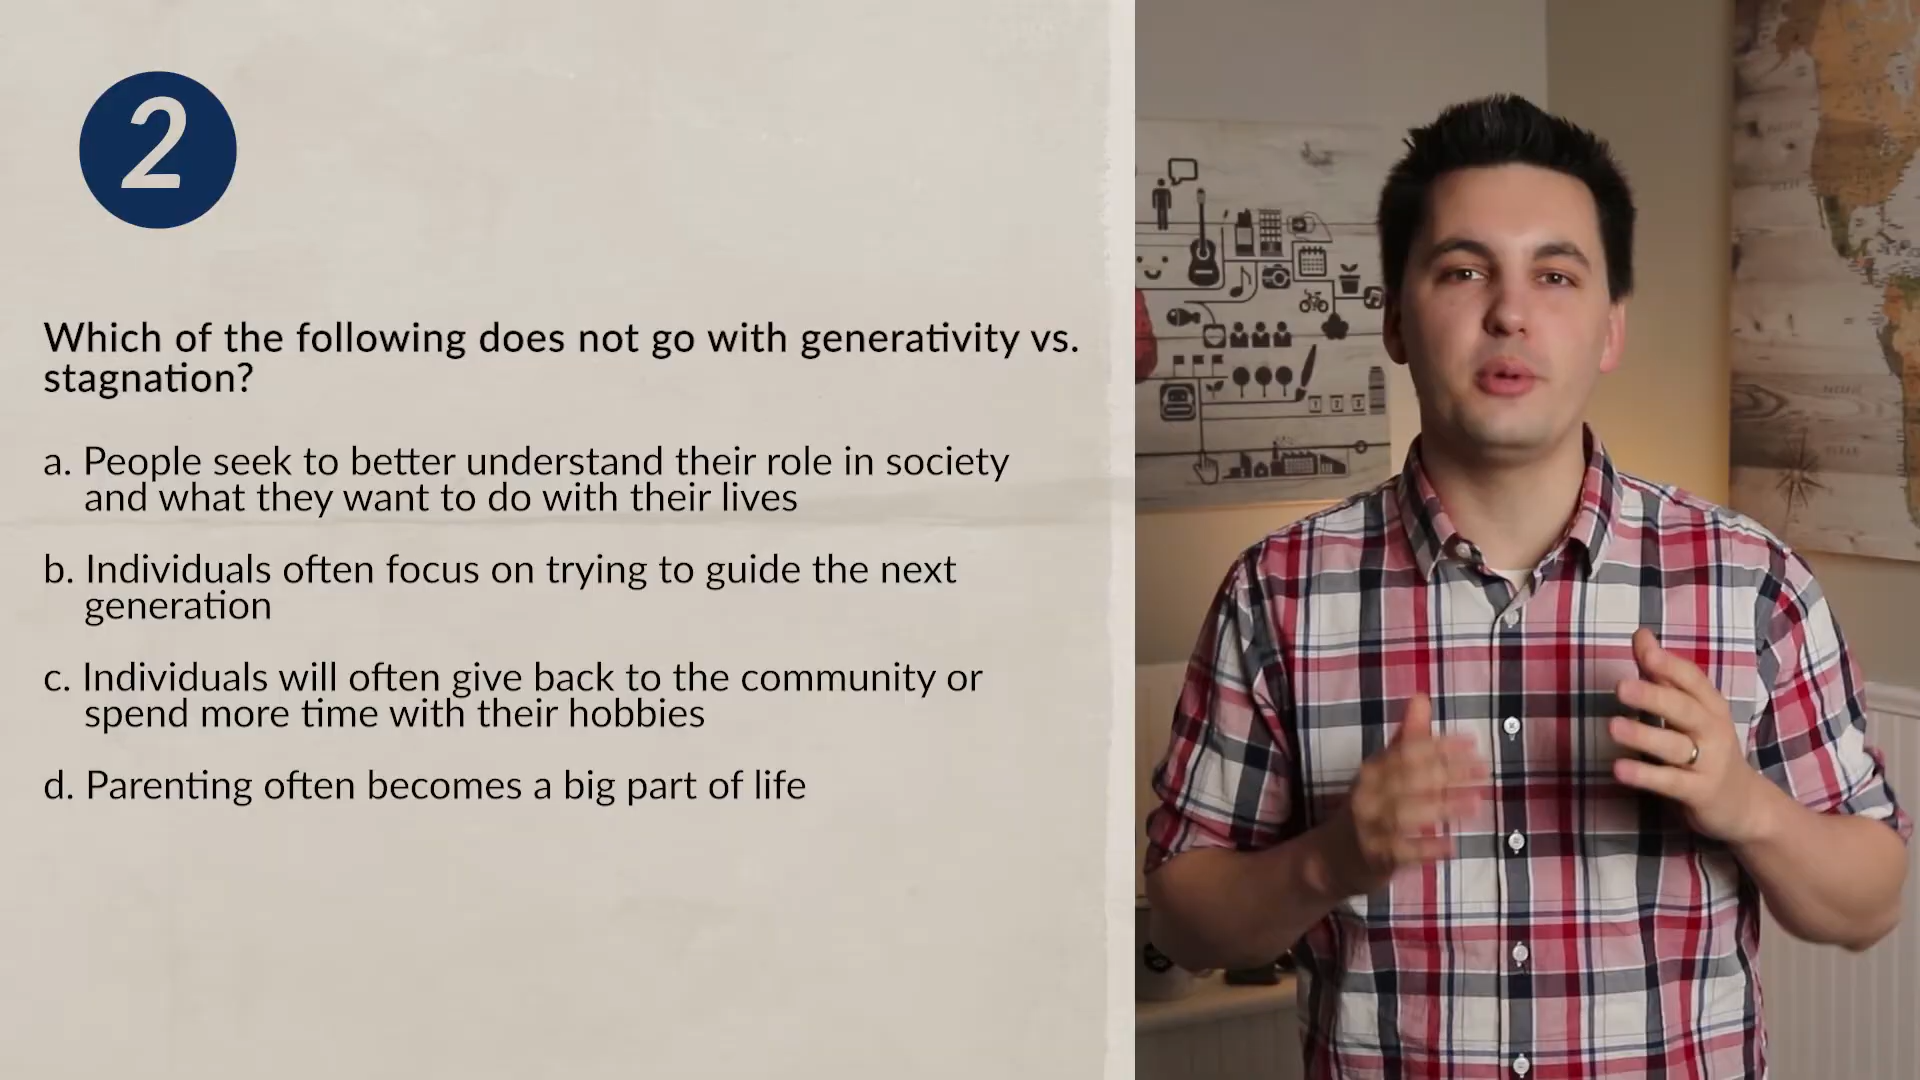 2
Which of the following does not go with generativity vs.
stagnation?
a. People seek to better understand their role in society
and what they want to do with their lives
b. Individuals often focus on trying to guide the next
generation
c. Individuals will often give back to the community or
spend more time with their hobbies
d. Parenting often becomes a big part of life
1 2 3